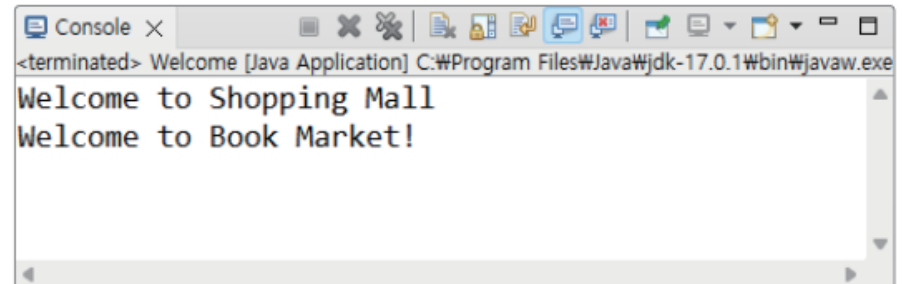 Console
<terminated> Welcome [Java Application] C:₩Program Files₩Java₩jdk-17.0.1₩bin₩javaw.exe
Welcome to Shopping Mall
Welcome to Book Market!